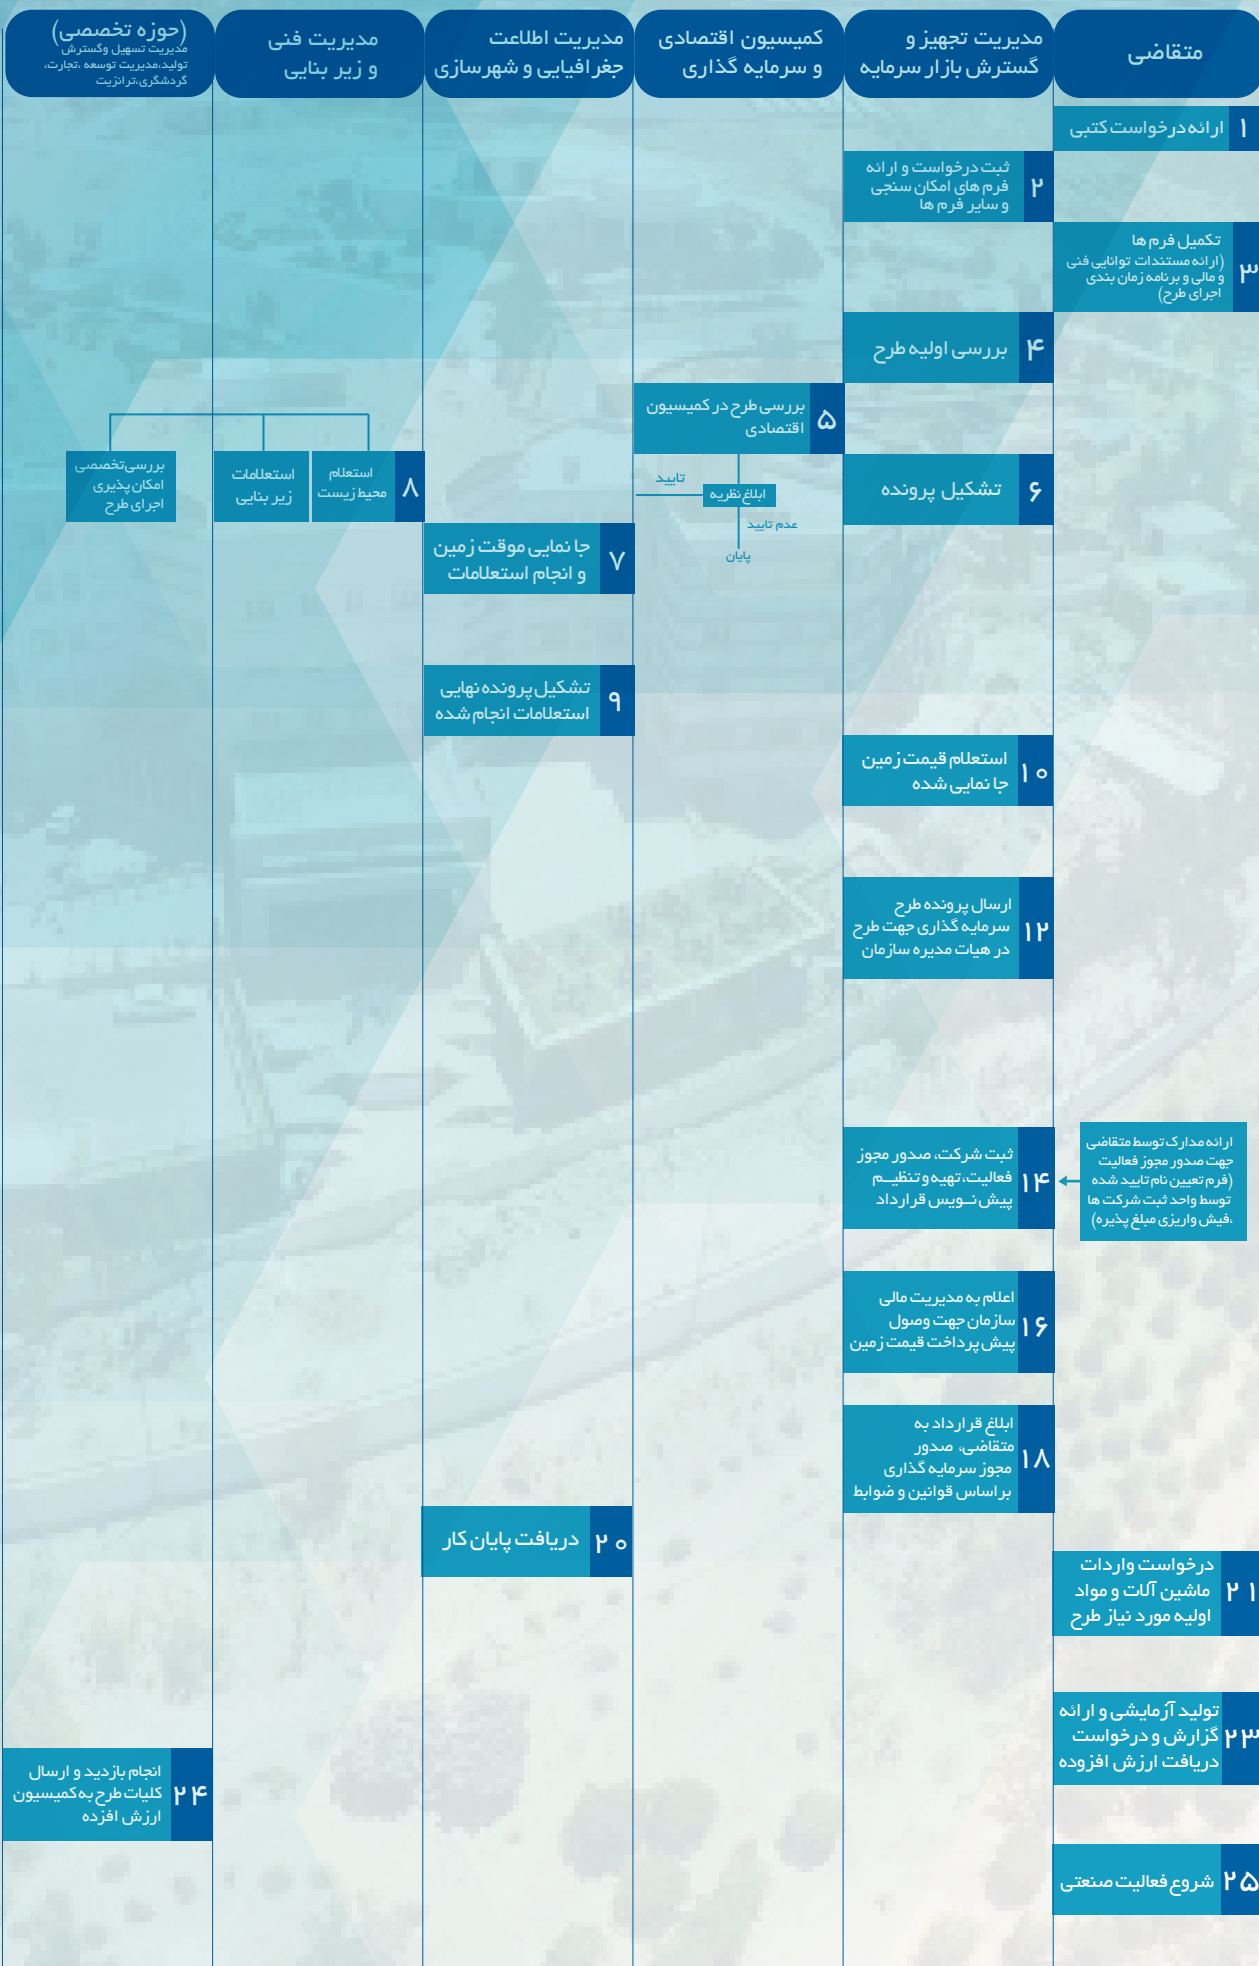 متقاضی
مدیریت تجهیز و
گسترش بازار سرمایه
کمیسیون اقتصادی
و سرمایه گذاری
مدیریت اطلاعت
جغرافیایی و شهرسازی
مدیریت فنی
و زیر بنایی
(حوزه تخصصی)
مدیریت تسهیل وگسترش
تولید،مدیریت توسعه ،تجارت،
گردشگری،ترانزیت
۱
ارائه درخواست کتبی
۲
ثبت درخواست و ارائه
فرم های امکان سنجی
و سایر فرم ها
۳
تکمیل فرم ها
(ارائه مستندات توانایی فنی
و مالی و برنامه زمان بندی
اجرای طرح)
۴
بررسی اولیه طرح
۵
بررسی طرح در کمیسیون
اقتصادی
ابلاغ نظریه
تایید
عدم تایید
پایان
۶
تشکیل پرونده
۷
جا نمایی موقت زمین
و انجام استعلامات
۸
استعلام
محیط زیست
استعلامات
زیر بنایی
بررسی تخصصی
امکان پذیری
اجرای طرح
۹
تشکیل پرونده نهایی
استعلامات انجام شده
۱۰
استعلام قیمت زمین
جا نمایی شده
۱۲
ارسال پرونده طرح
سرمایه گذاری جهت طرح
در هیات مدیره سازمان
ارائه مدارک توسط متقاضی
جهت صدور مجوز فعالیت
(فرم تعیین نام تایید شده
توسط واحد ثبت شرکت ها
،فیش واریزی مبلغ پذیره)
۱۴
ثبت شرکت، صدور مجوز
فعالیت، تهیه و تنظیــم
پیش نــویس قرارداد
۱۶
اعلام به مدیریت مالی
سازمان جهت وصول
پیش پرداخت قیمت زمین
۱۸
ابلاغ قرارداد به
متقاضی، صدور
مجوز سرمایه گذاری
براساس قوانین و ضوابط
۲۰
دریافت پایان کار
۲۱
درخواست واردات
ماشین آلات و مواد
اولیه مورد نیاز طرح
۲۳
تولید آزمایشی و ارائه
گزارش و درخواست
دریافت ارزش افزوده
۲۴
انجام بازدید و ارسال
کلیات طرح به کمیسیون
ارزش افزده
۲۵
شروع فعالیت صنعتی